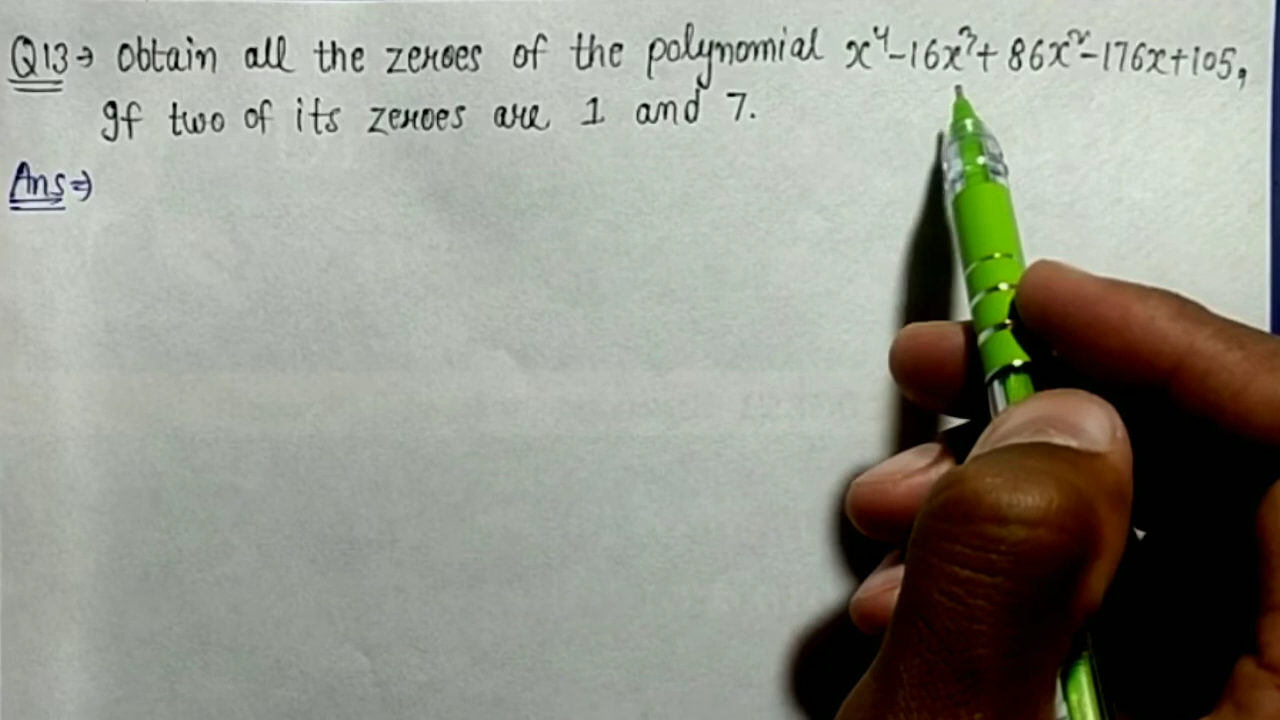 Q13→ Obtain all the zeroes of the polynomial x⁴-16x³+86x²-176x+105,
If two of its zeroes are 1 and 7.
Ans⇒